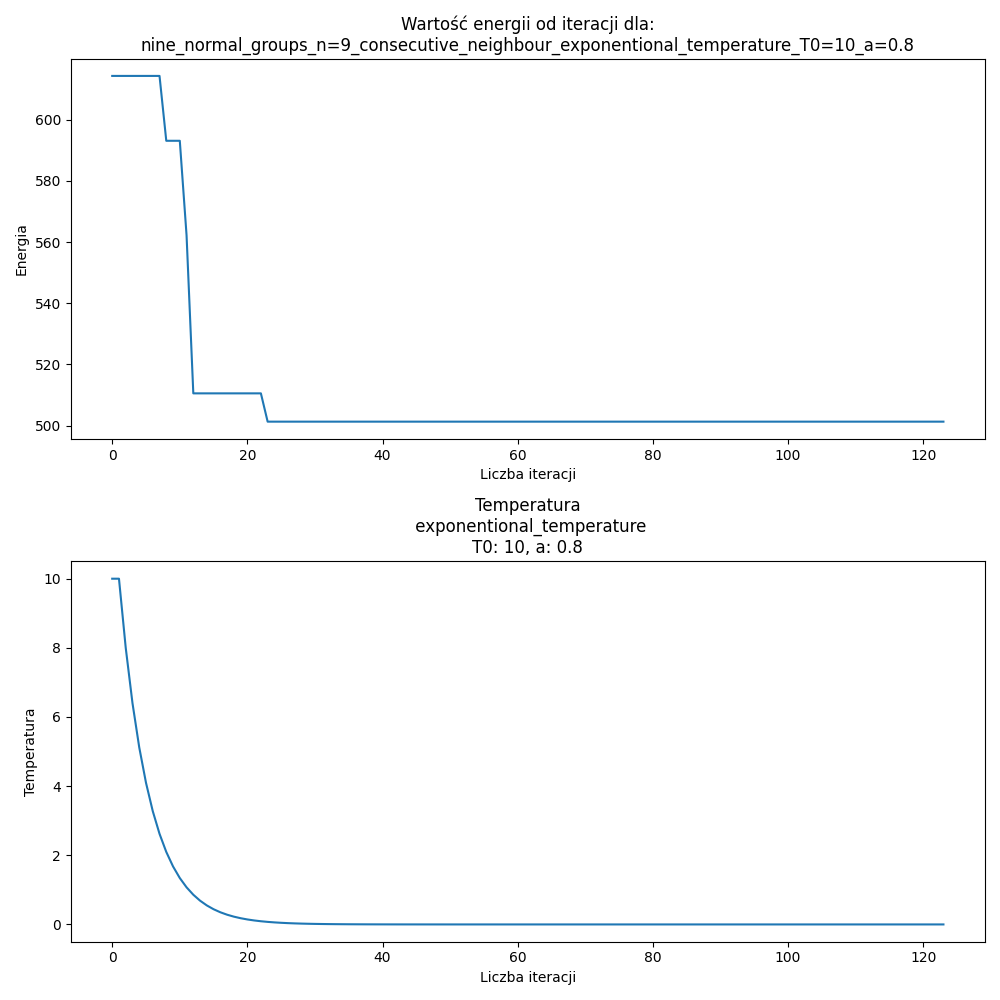 Wartość energii od iteracji dla:
nine_normal_groups_n=9_consecutive_neighbour_exponentional_temperature_T0=10_a=0.8
600
580
560
540
520
500
Energia
0 20 40 60 80 100 120
Liczba iteracji
Temperatura
exponentional_temperature
T0: 10, a: 0.8
10
8
6
4
2
0
Temperatura
0 20 40 60 80 100 120
Liczba iteracji